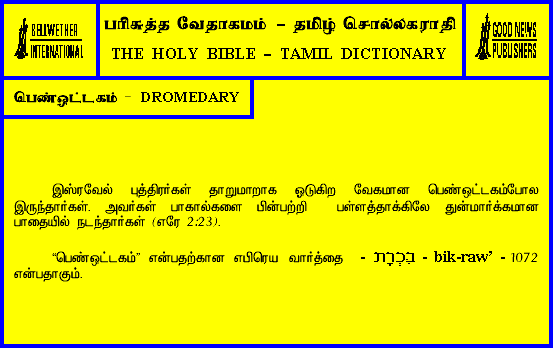 BELLWETHER
INTERNATIONAL
பரிசுத்த வேதாகமம் – தமிழ் சொல்லகராதி
THE HOLY BIBLE – TAMIL DICTIONARY
GOOD NEWS
PUBLISHERS
பெண்ஒட்டகம் - DROMEDARY
இஸ்ரவேல் புத்திரர்கள் தாறுமாறாக ஓடுகிற வேகமான பெண்ஒட்டகம்போல
இருந்தார்கள். அவர்கள் பாகால்களை பின்பற்றி பள்ளத்தாக்கிலே துன்மார்க்கமான
பாதையில் நடந்தார்கள் (எரே 2:23).
“பெண்ஒட்டகம்” என்பதற்கான எபிரெய வார்த்தை - בִּכְרָה - bik-raw’ - 1072
என்பதாகும்.